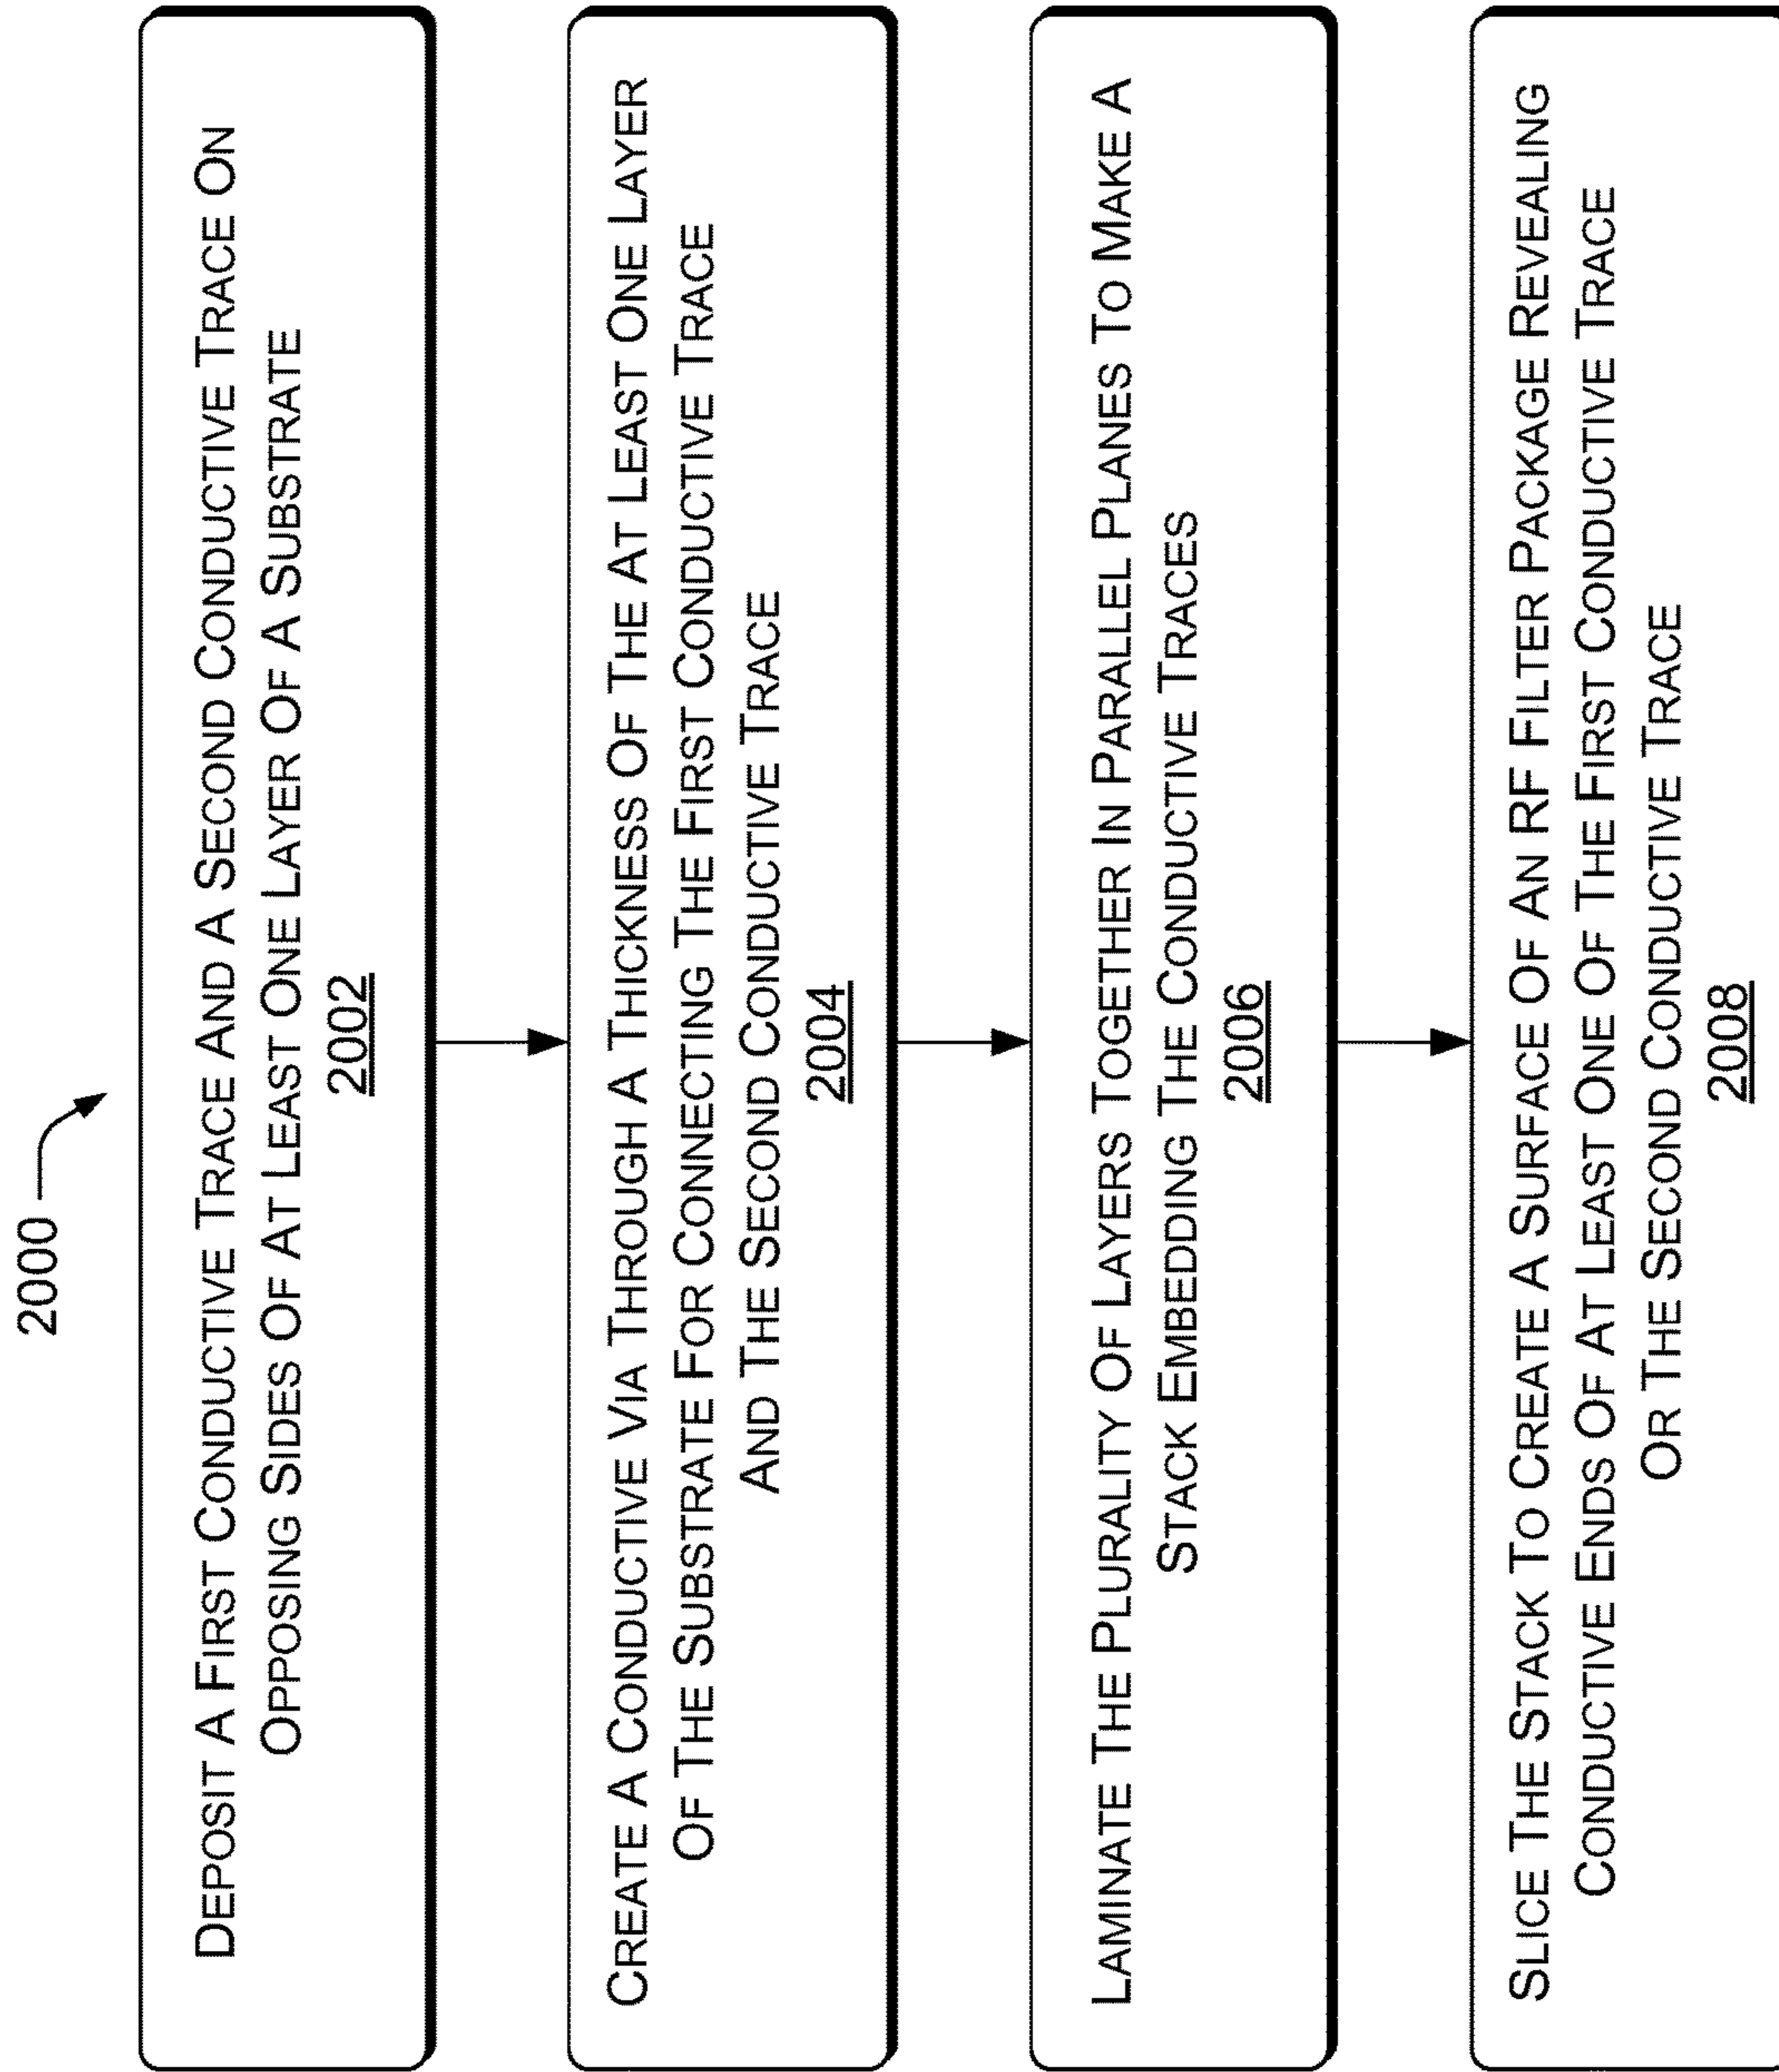 2000
DEPOSIT A FIRST CONDUCTIVE TRACE AND A SECOND CONDUCTIVE TRACE ON
OPPOSING SIDES OF AT LEAST ONE LAYER OF A SUBSTRATE
2002
CREATE A CONDUCTIVE VIA THROUGH A THICKNESS OF THE AT LEAST ONE LAYER
OF THE SUBSTRATE FOR CONNECTING THE FIRST CONDUCTIVE TRACE
AND THE SECOND CONDUCTIVE TRACE
2004
LAMINATE THE PLURALITY OF LAYERS TOGETHER IN PARALLEL PLANES TO MAKE A
STACK EMBEDDING THE CONDUCTIVE TRACES
2006
SLICE THE STACK TO CREATE A SURFACE OF AN RF FILTER PACKAGE REVEALING
CONDUCTIVE ENDS OF AT LEAST ONE OF THE FIRST CONDUCTIVE TRACE
OR THE SECOND CONDUCTIVE TRACE
2008